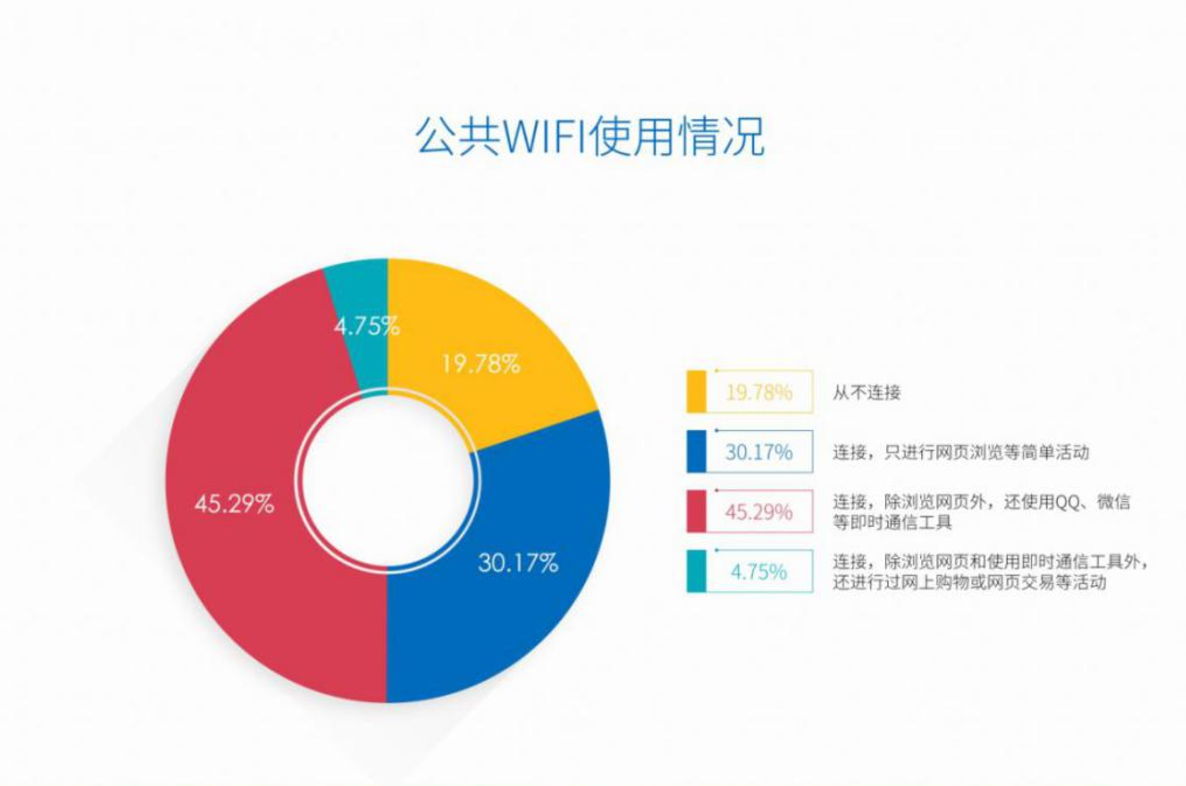 公共WIFI使用情况
4.75%
19.78%
45.29%
30.17%
19.78% 从不连接
30.17% 连接，只进行网页浏览等简单活动
45.29% 连接，除浏览网页外，还使用QQ、微信
等即时通信工具
4.75% 连接，除浏览网页和使用即时通信工具外，
还进行过网上购物或网页交易等活动